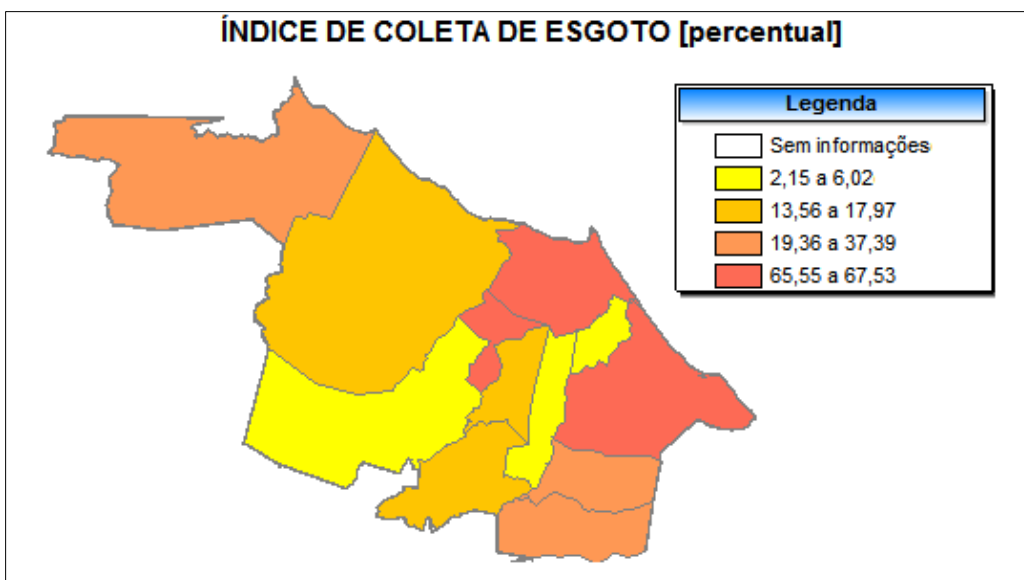 ÍNDICE DE COLETA DE ESGOTO [percentual]
Legenda
Sem informações
2,15 a 6,02
13,56 a 17,97
19,36 a 37,39
65,55 a 67,53